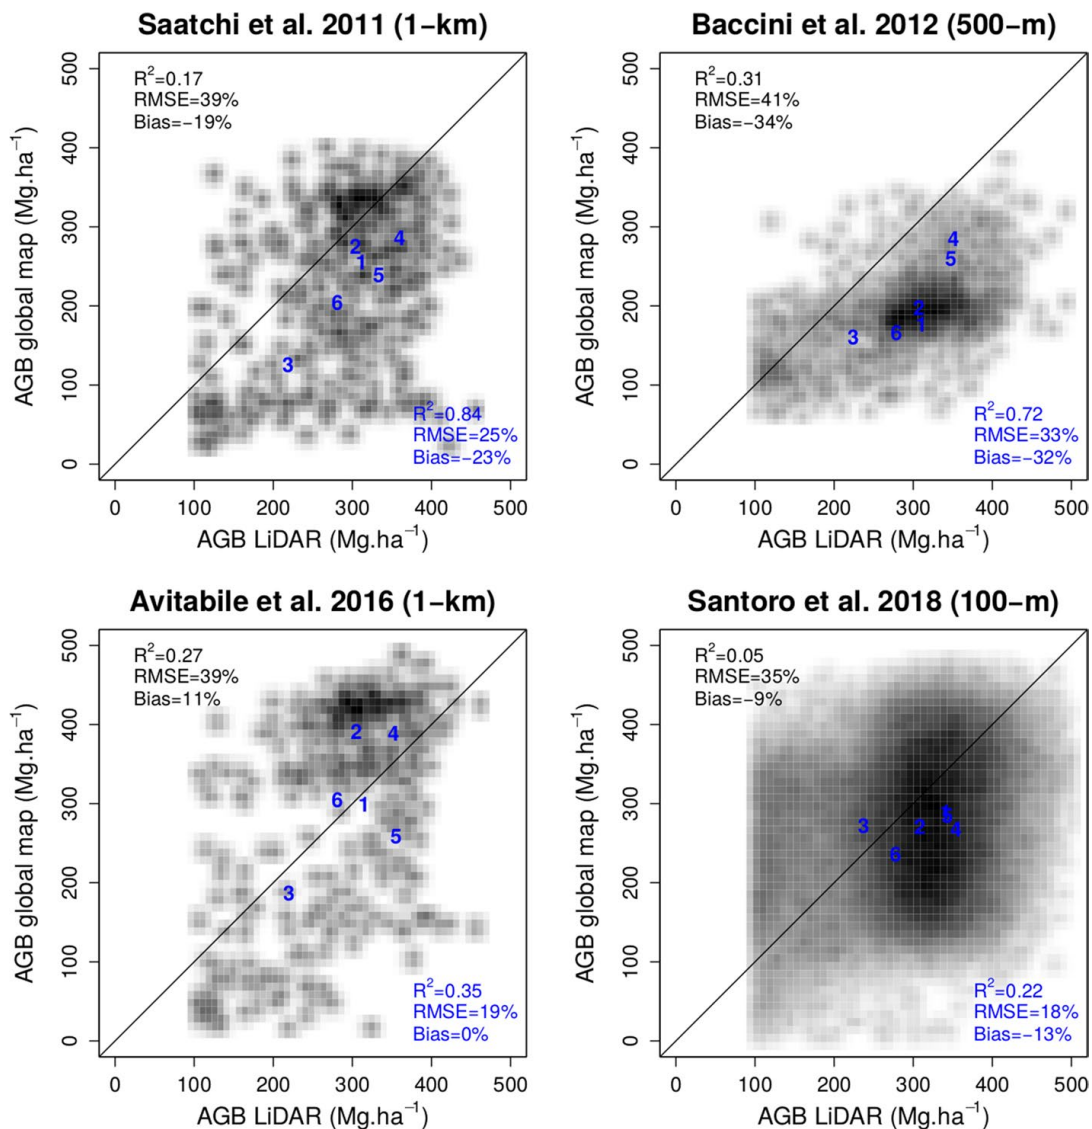 Saatchi et al. 2011 (1−km)
R²=0.17
RMSE=39%
Bias=−19%
AGB global map (Mg.ha⁻¹)
500
400
300
200
100
0
2
4
1
5
6
3
R²=0.84
RMSE=25%
Bias=−23%
0 100 200 300 400 500
AGB LiDAR (Mg.ha⁻¹)
Baccini et al. 2012 (500−m)
R²=0.31
RMSE=41%
Bias=−34%
AGB global map (Mg.ha⁻¹)
500
400
300
200
100
0
4
5
2
1
6
3
R²=0.72
RMSE=33%
Bias=−32%
0 100 200 300 400 500
AGB LiDAR (Mg.ha⁻¹)
Avitabile et al. 2016 (1−km)
R²=0.27
RMSE=39%
Bias=11%
AGB global map (Mg.ha⁻¹)
500
400
300
200
100
0
2
4
6
1
5
3
R²=0.35
RMSE=19%
Bias=0%
0 100 200 300 400 500
AGB LiDAR (Mg.ha⁻¹)
Santoro et al. 2018 (100−m)
R²=0.05
RMSE=35%
Bias=−9%
AGB global map (Mg.ha⁻¹)
500
400
300
200
100
0
3
2
4
6
R²=0.22
RMSE=18%
Bias=−13%
0 100 200 300 400 500
AGB LiDAR (Mg.ha⁻¹)